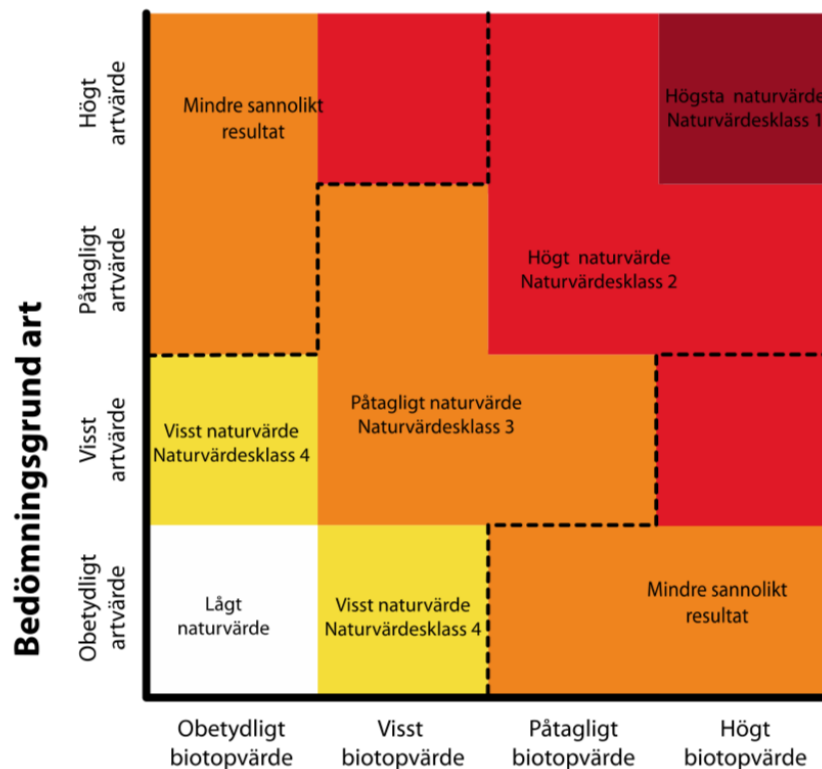 Bedömningsgrund art
Högt
artvärde
Påtagligt
artvärde
Visst
artvärde
Obetydligt
artvärde
Mindre sannolikt
resultat
Högsta naturvärde
Naturvärdesklass 1
Högt naturvärde
Naturvärdesklass 2
Påtagligt naturvärde
Naturvärdesklass 3
Visst naturvärde
Naturvärdesklass 4
Lågt
naturvärde
Visst naturvärde
Naturvärdesklass 4
Mindre sannolikt
resultat
Obetydligt
biotopvärde
Visst
biotopvärde
Påtagligt
biotopvärde
Högt
biotopvärde